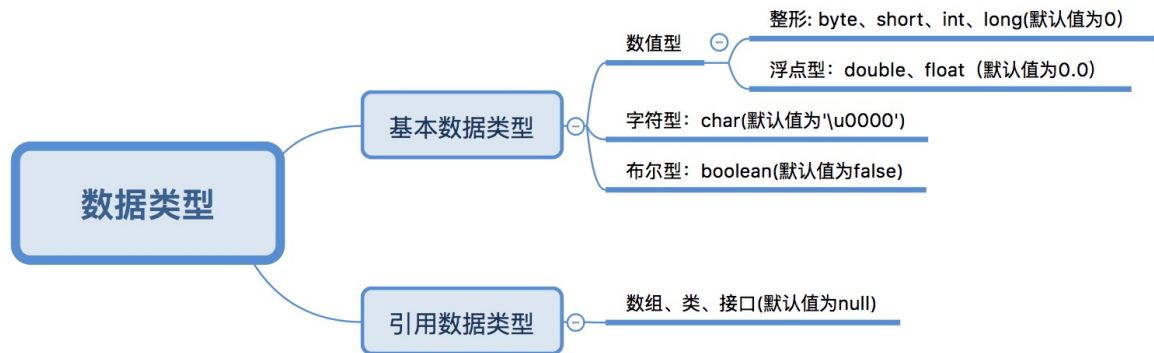 数据类型
基本数据类型
数值型
整形: byte、short、int、long(默认值为0)
浮点型：double、float（默认值为0.0）
字符型：char(默认值为'\u0000')
布尔型：boolean(默认值为false)
引用数据类型
数组、类、接口(默认值为null)